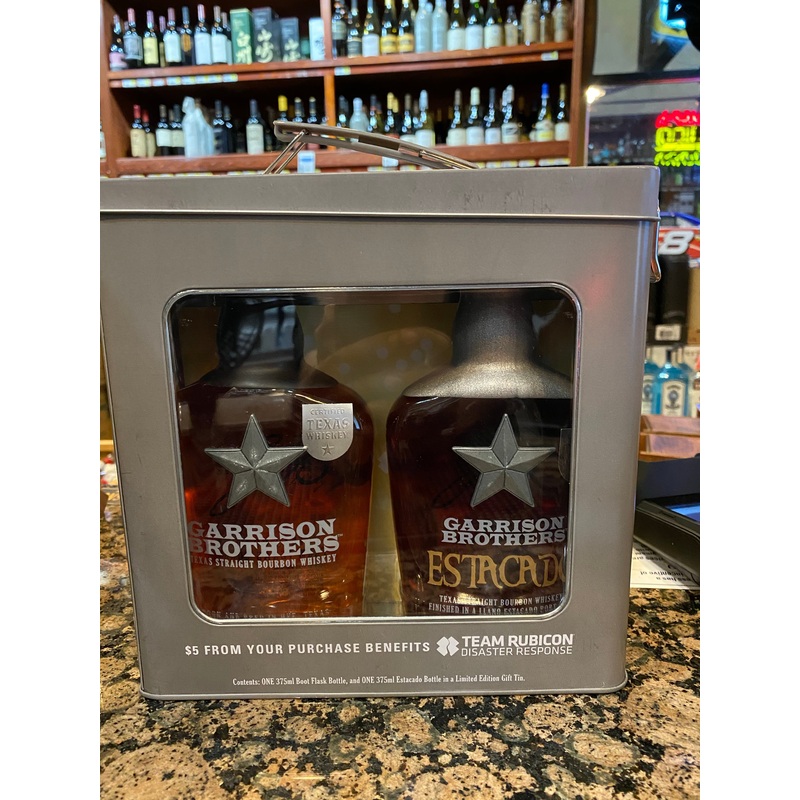 CERTIFIED
TEXAS
WHISKEY
GARRISON
BROTHERS
TEXAS STRAIGHT BOURBON WHISKEY
GARRISON
BROTHERS
ESTACADO
TEXAS STRAIGHT BOURBON WHISKEY
FINISHED IN A LLANO ESTACADO PORT
$5 FROM YOUR PURCHASE BENEFITS
TEAM RUBICON
DISASTER RESPONSE
Contents: ONE 375ml Boot Flask Bottle, and ONE 375ml Estacado Bottle in a Limited Edition Gift Tin.
8